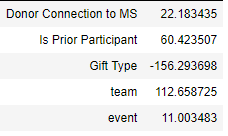 Donor Connection to MS 22.183435
Is Prior Participant 60.423507
Gift Type -156.293698
team 112.658725
event 11.003483